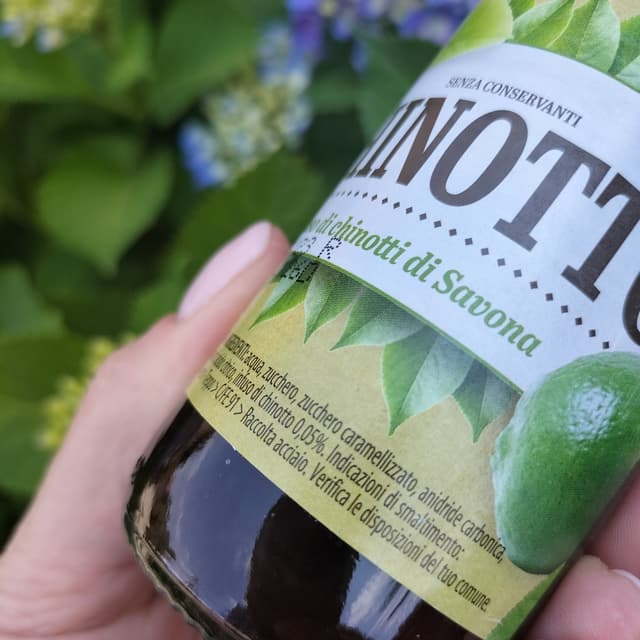 SENZA CONSERVANTI
INOTTO
di chinotti di Savona
acqua, zucchero, zucchero caramellizzato, anidride carbonica,
infuso di chinotto 0,05%. Indicazioni di smaltimento:
Raccolta acciaio. Verifica le disposizioni del tuo comune.